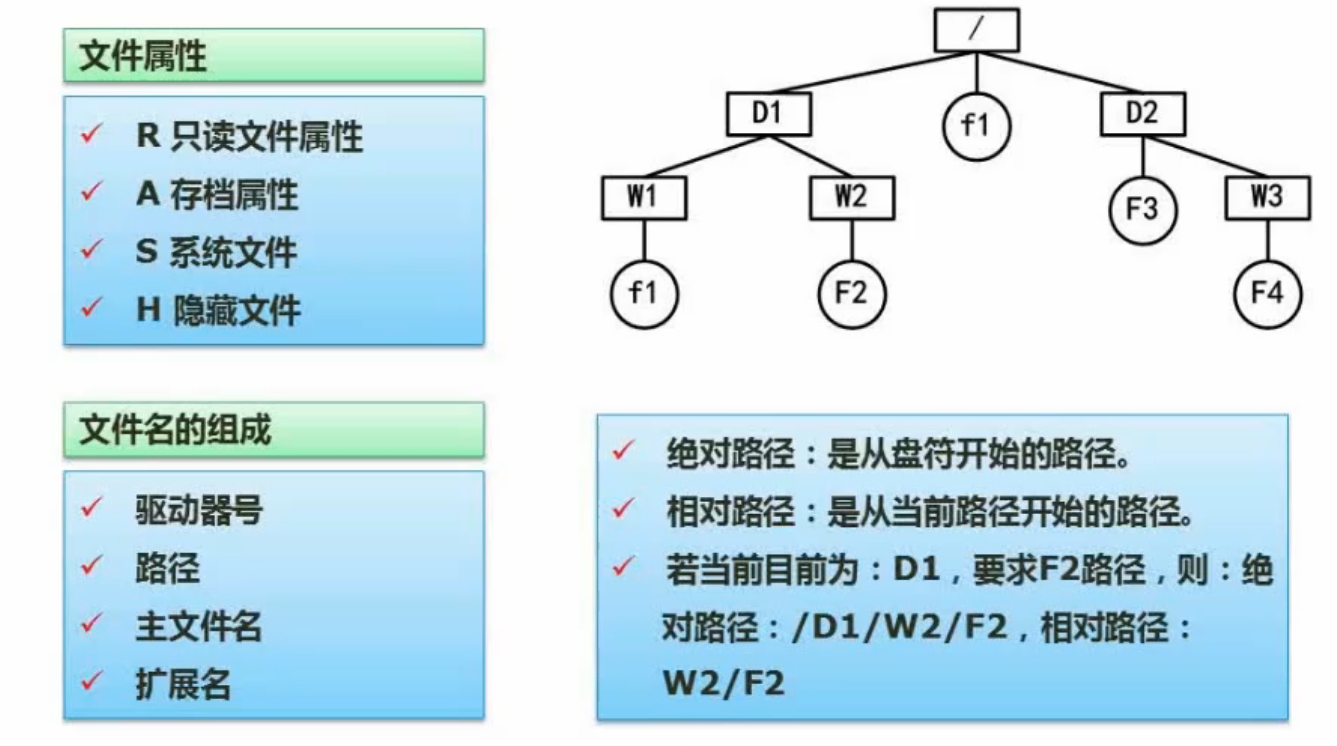 文件属性
R 只读文件属性
A 存档属性
S 系统文件
H 隐藏文件
/
D1
f1
D2
W1
W2
F3
W3
f1
F2
F4
文件名的组成
驱动器号
路径
主文件名
扩展名
绝对路径：是从盘符开始的路径。
相对路径：是从当前路径开始的路径。
若当前目前为：D1，要求F2路径，则：绝
对路径：/D1/W2/F2，相对路径：
W2/F2